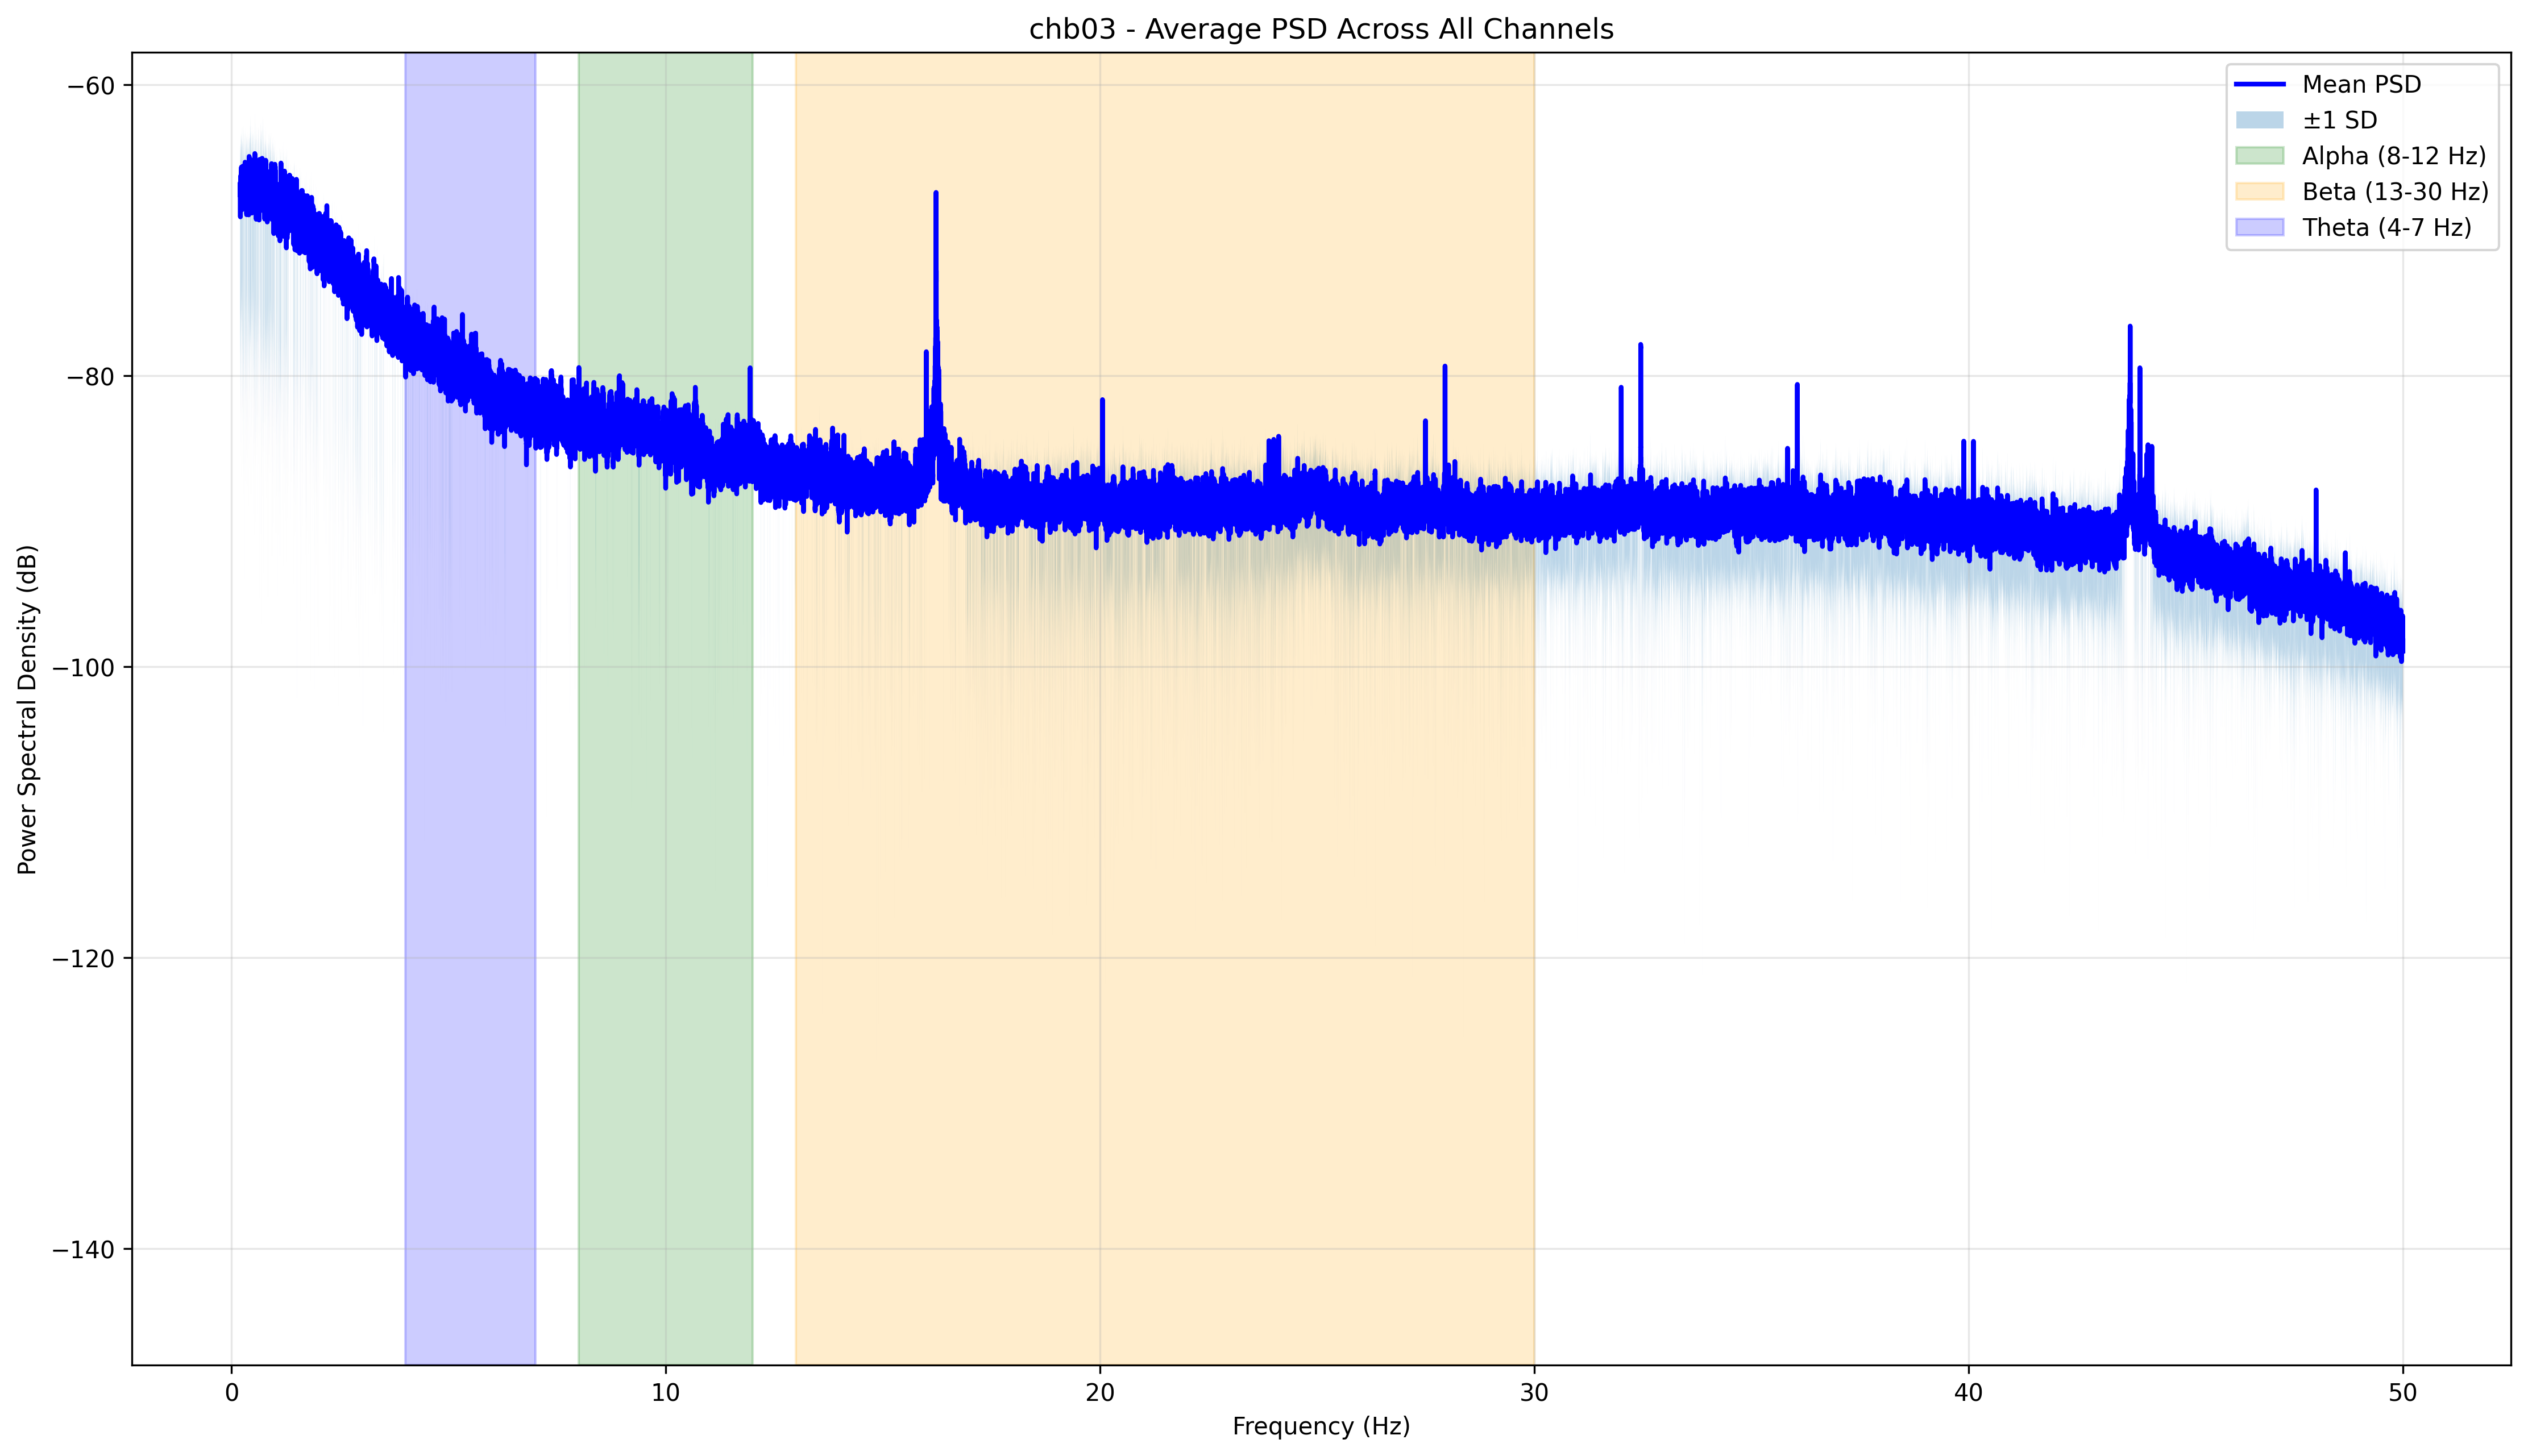 chb03 - Average PSD Across All Channels
Mean PSD
±1 SD
Alpha (8-12 Hz)
Beta (13-30 Hz)
Theta (4-7 Hz)
Power Spectral Density (dB)
−60
−80
−100
−120
−140
0 10 20 30 40 50
Frequency (Hz)